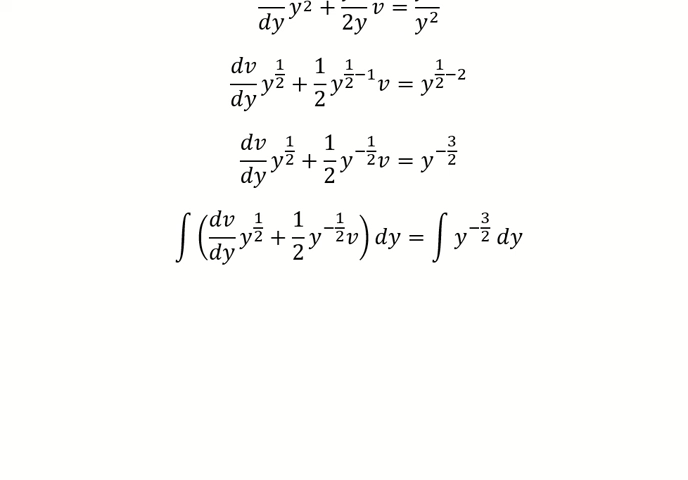 dv/dy y^(1/2) + 1/2 y^(1/2−1) v = y^(1/2−2)
dv/dy y^(1/2) + 1/2 y^(−1/2) v = y^(−3/2)
∫ (dv/dy y^(1/2) + 1/2 y^(−1/2) v) dy = ∫ y^(−3/2) dy